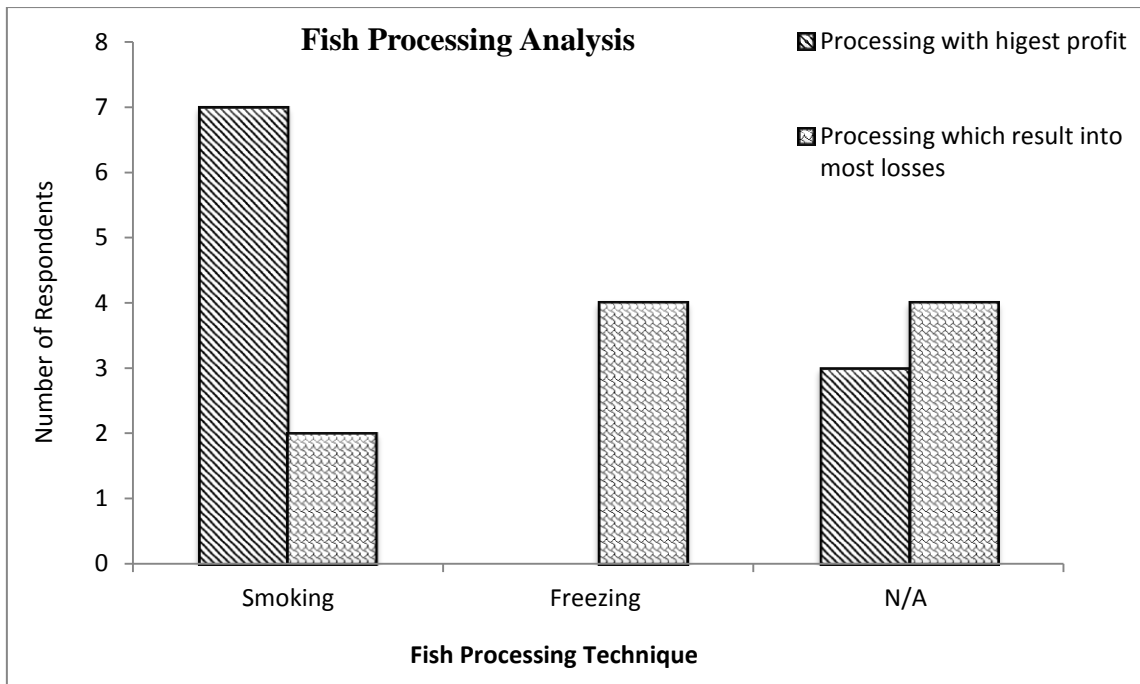 Fish Processing Analysis
Processing with higest profit
Processing which result into
most losses
Number of Respondents
8
7
6
5
4
3
2
1
0
Smoking
Freezing
N/A
Fish Processing Technique